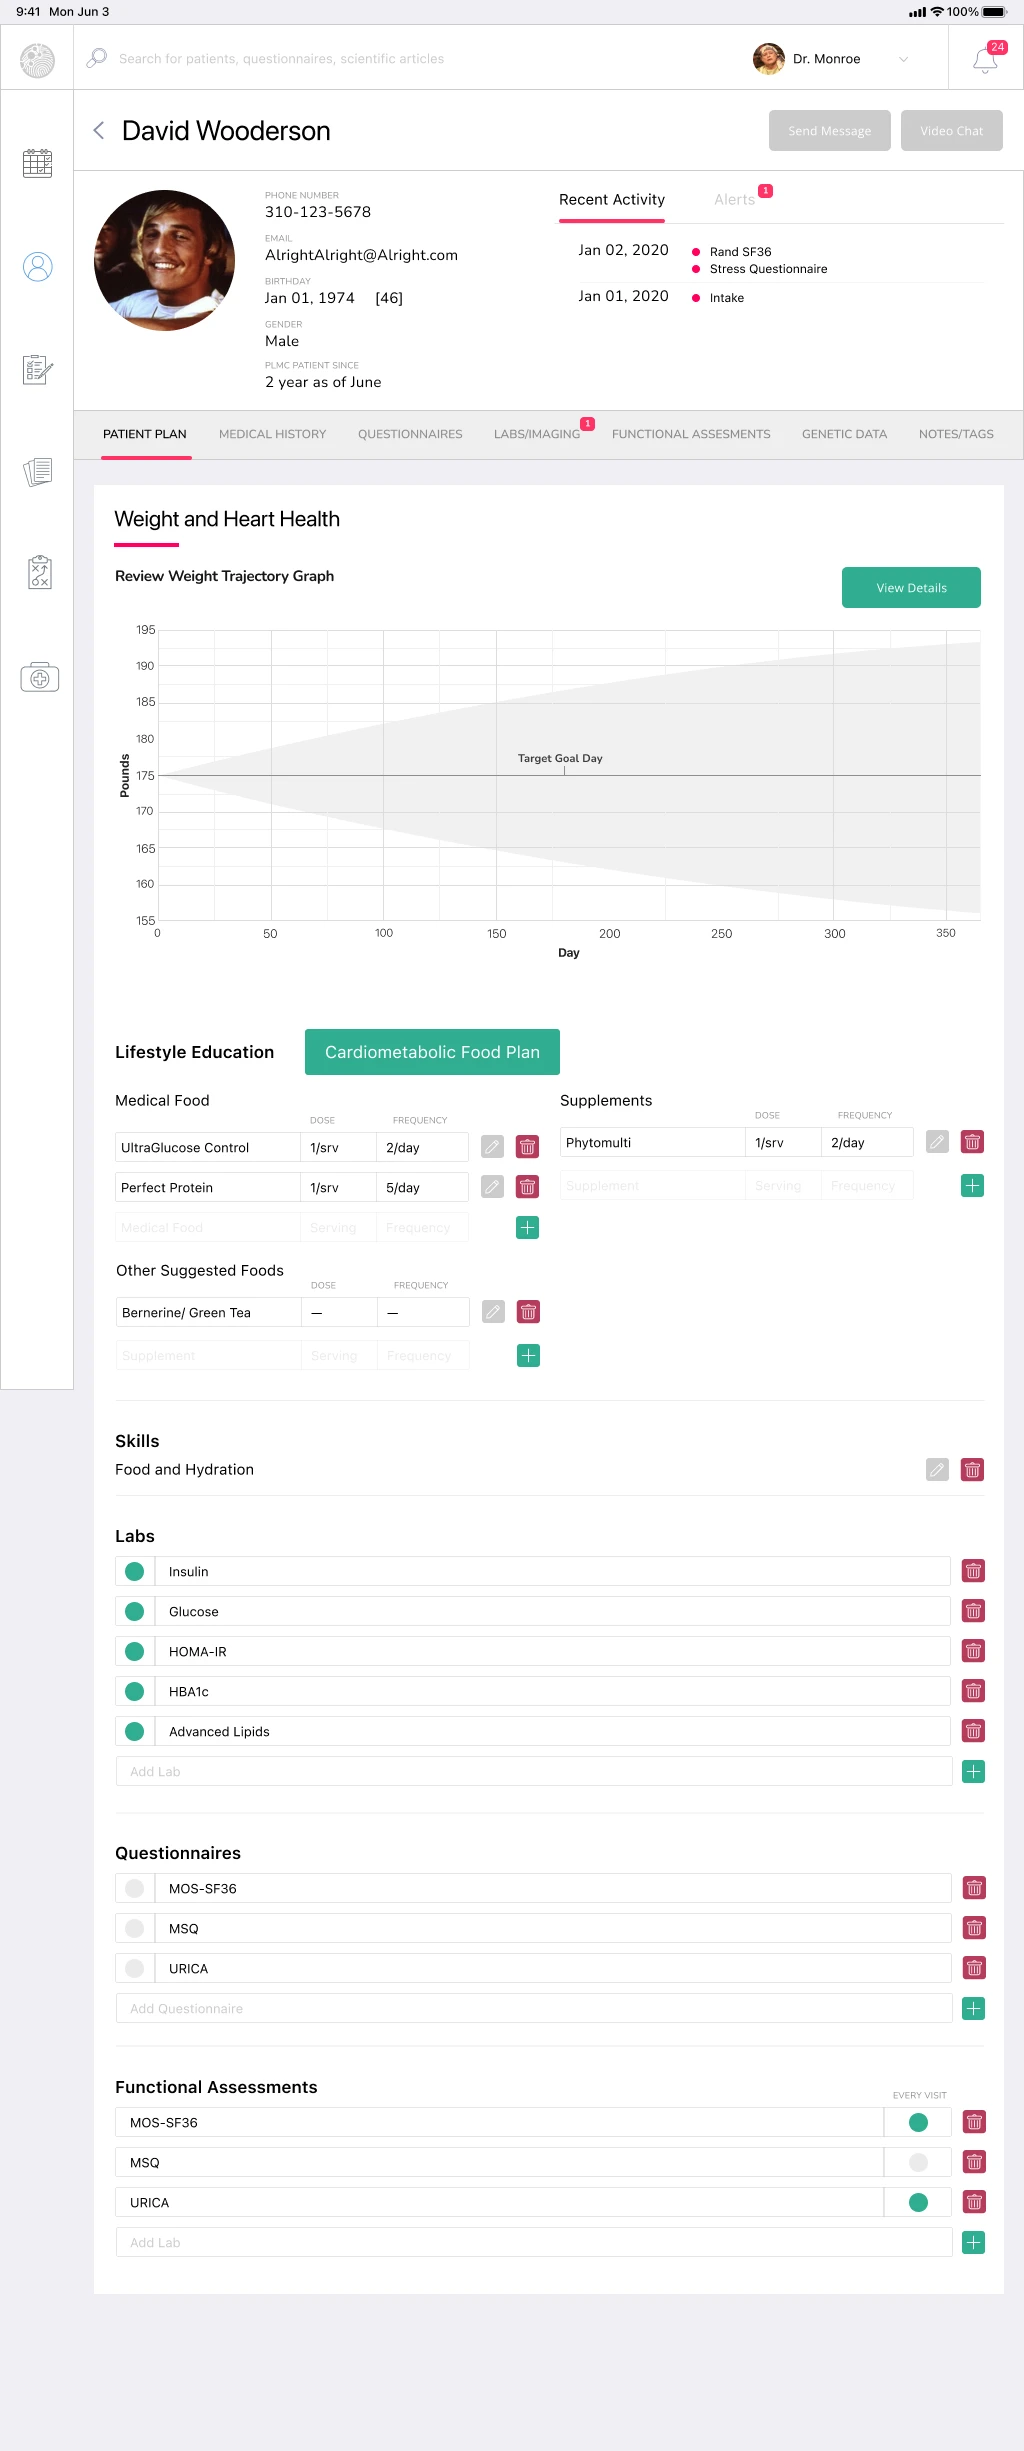 9:41 Mon Jun 3 100%
Search for patients, questionnaires, scientific articles Dr. Monroe 24
David Wooderson Send Message Video Chat
PHONE NUMBER
310-123-5678
EMAIL
AlrightAlright@Alright.com
BIRTHDAY
Jan 01, 1974 [46]
GENDER
Male
PLMC PATIENT SINCE
2 year as of June
Recent Activity Alerts 1
Jan 02, 2020 Rand SF36
Stress Questionnaire
Jan 01, 2020 Intake
PATIENT PLAN MEDICAL HISTORY QUESTIONNAIRES LABS/IMAGING 1 FUNCTIONAL ASSESMENTS GENETIC DATA NOTES/TAGS
Weight and Heart Health
Review Weight Trajectory Graph
View Details
195
190
185
180
Target Goal Day
175
170
165
160
155
Pounds
0 50 100 150 200 250 300 350
Day
Lifestyle Education Cardiometabolic Food Plan
Medical Food
DOSE FREQUENCY
UltraGlucose Control 1/srv 2/day
Perfect Protein 1/srv 5/day
Medical Food Serving Frequency
Supplements
DOSE FREQUENCY
Phytomulti 1/srv 2/day
Supplement Serving Frequency
Other Suggested Foods
DOSE FREQUENCY
Bernerine/ Green Tea — —
Supplement Serving Frequency
Skills
Food and Hydration
Labs
Insulin
Glucose
HOMA-IR
HBA1c
Advanced Lipids
Add Lab
Questionnaires
MOS-SF36
MSQ
URICA
Add Questionnaire
Functional Assessments
EVERY VISIT
MOS-SF36
MSQ
URICA
Add Lab